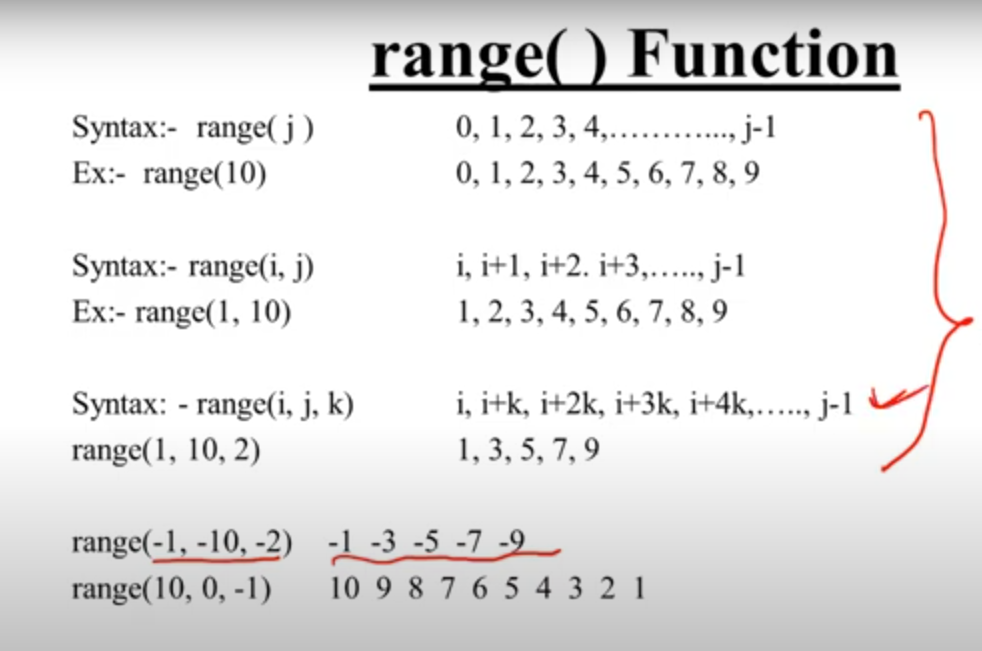 range( ) Function
Syntax:- range( j ) 0, 1, 2, 3, 4,..............., j-1
Ex:- range(10) 0, 1, 2, 3, 4, 5, 6, 7, 8, 9
Syntax:- range(i, j) i, i+1, i+2. i+3,….., j-1
Ex:- range(1, 10) 1, 2, 3, 4, 5, 6, 7, 8, 9
Syntax: - range(i, j, k) i, i+k, i+2k, i+3k, i+4k,….., j-1
range(1, 10, 2) 1, 3, 5, 7, 9
range(-1, -10, -2) -1 -3 -5 -7 -9
range(10, 0, -1) 10 9 8 7 6 5 4 3 2 1